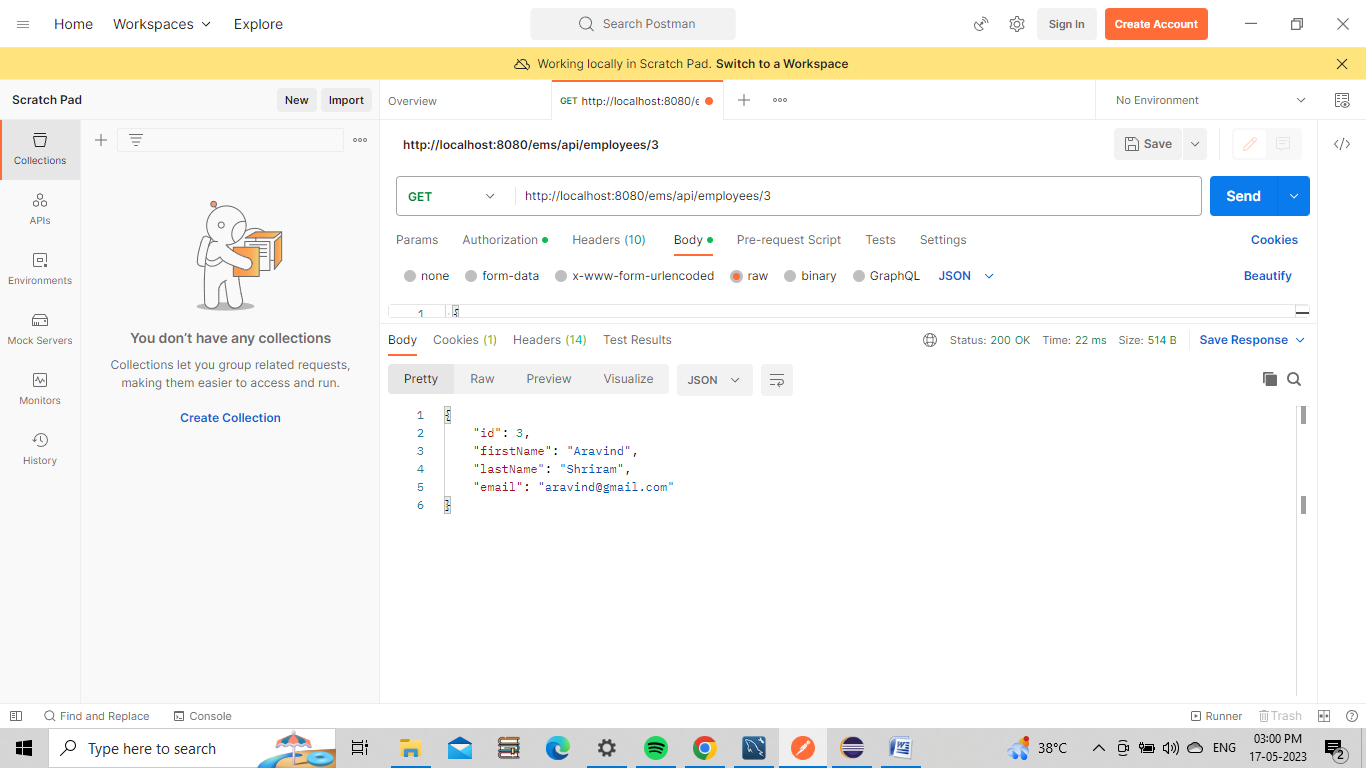 Home Workspaces Explore
Search Postman
Sign In
Create Account
Working locally in Scratch Pad. Switch to a Workspace
Scratch Pad
New
Import
Overview
GET http://localhost:8080/e
No Environment
Collections
APIs
Environments
Mock Servers
Monitors
History
You don’t have any collections
Collections let you group related requests,
making them easier to access and run.
Create Collection
http://localhost:8080/ems/api/employees/3
Save
GET http://localhost:8080/ems/api/employees/3
Send
Params Authorization Headers (10) Body Pre-request Script Tests Settings Cookies
none form-data x-www-form-urlencoded raw binary GraphQL JSON Beautify
1 {
Body Cookies (1) Headers (14) Test Results Status: 200 OK Time: 22 ms Size: 514 B Save Response
Pretty Raw Preview Visualize JSON
1 {
2 "id": 3,
3 "firstName": "Aravind",
4 "lastName": "Shriram",
5 "email": "aravind@gmail.com"
6 }
Find and Replace Console Runner Trash
Type here to search
38°C
ENG
03:00 PM
17-05-2023
2